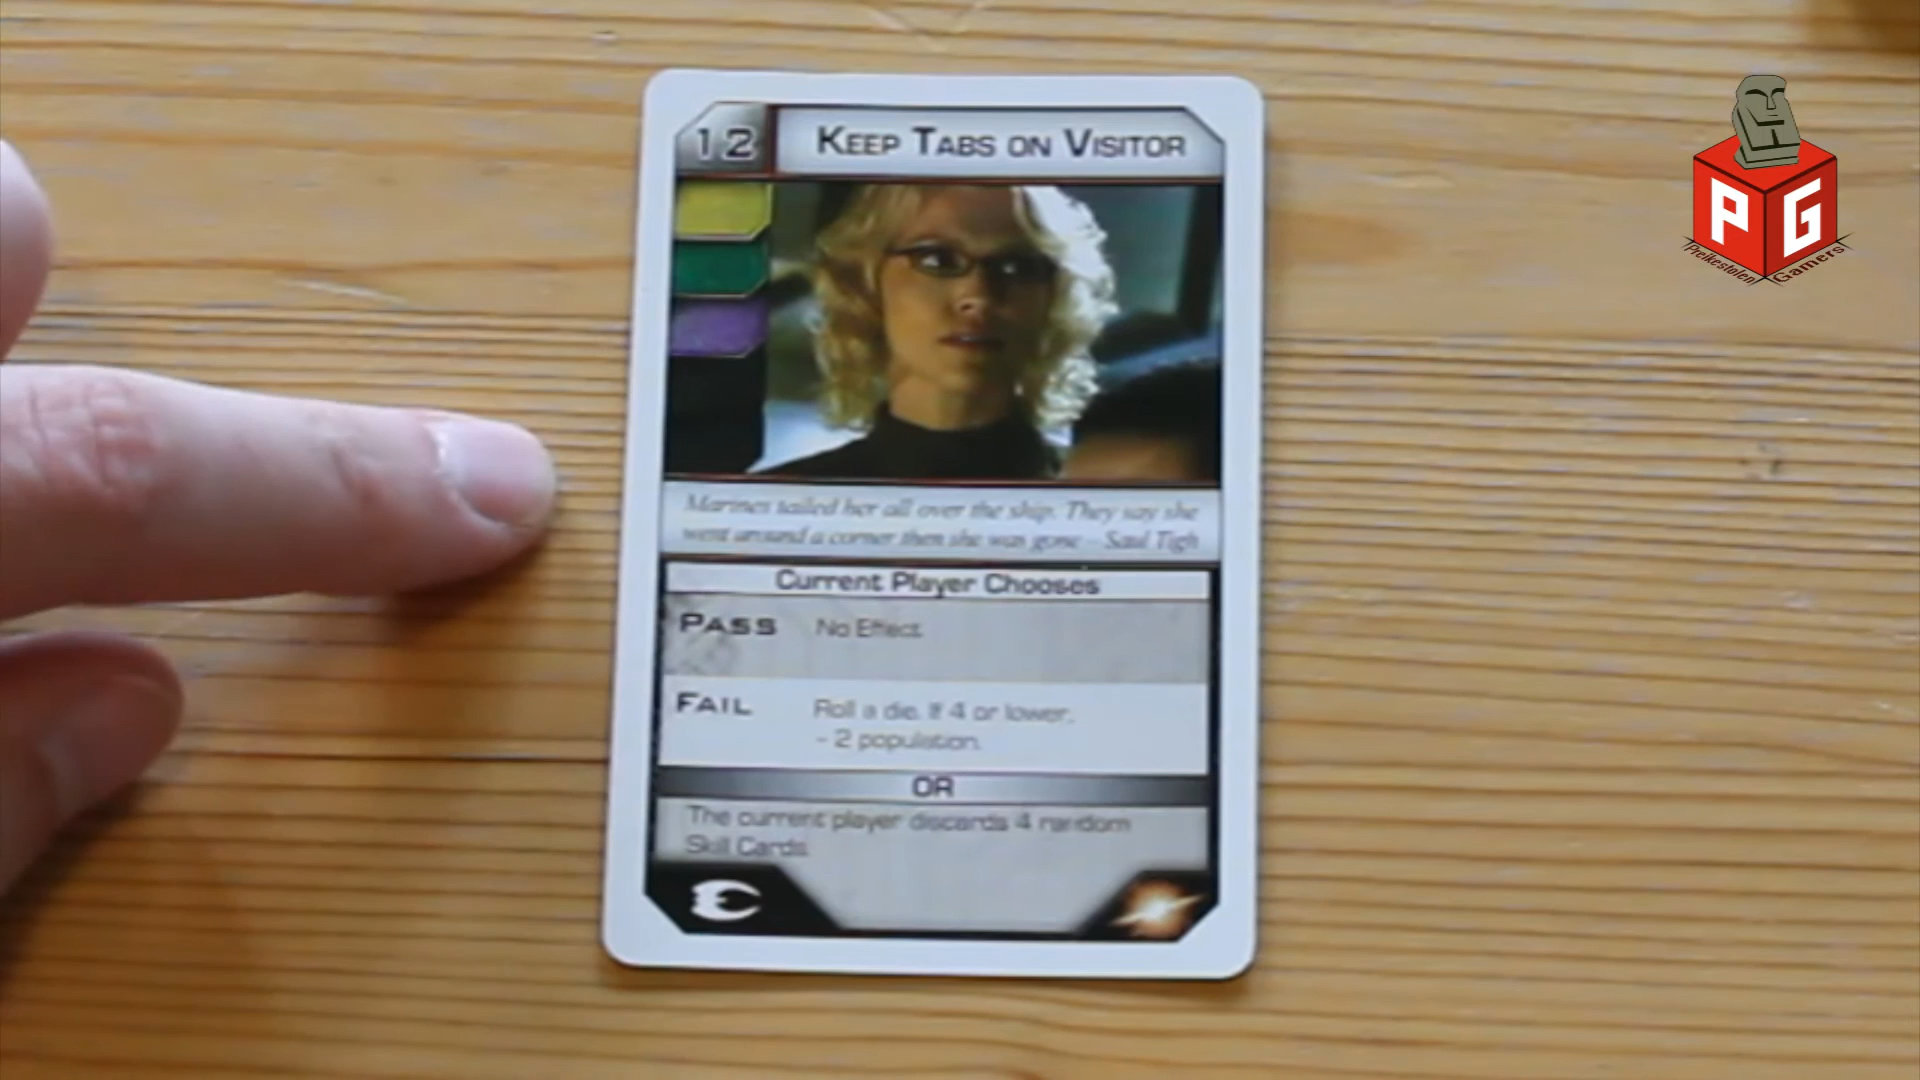 12 KEEP TABS ON VISITOR
Marines tailed her all over the ship. They say she
went around a corner then she was gone - Saul Tigh
Current Player Chooses
PASS No Effect.
FAIL Roll a die. If 4 or lower,
- 2 population.
OR
The current player discards 4 random
Skill Cards.
P G
Preikestolen Gamers